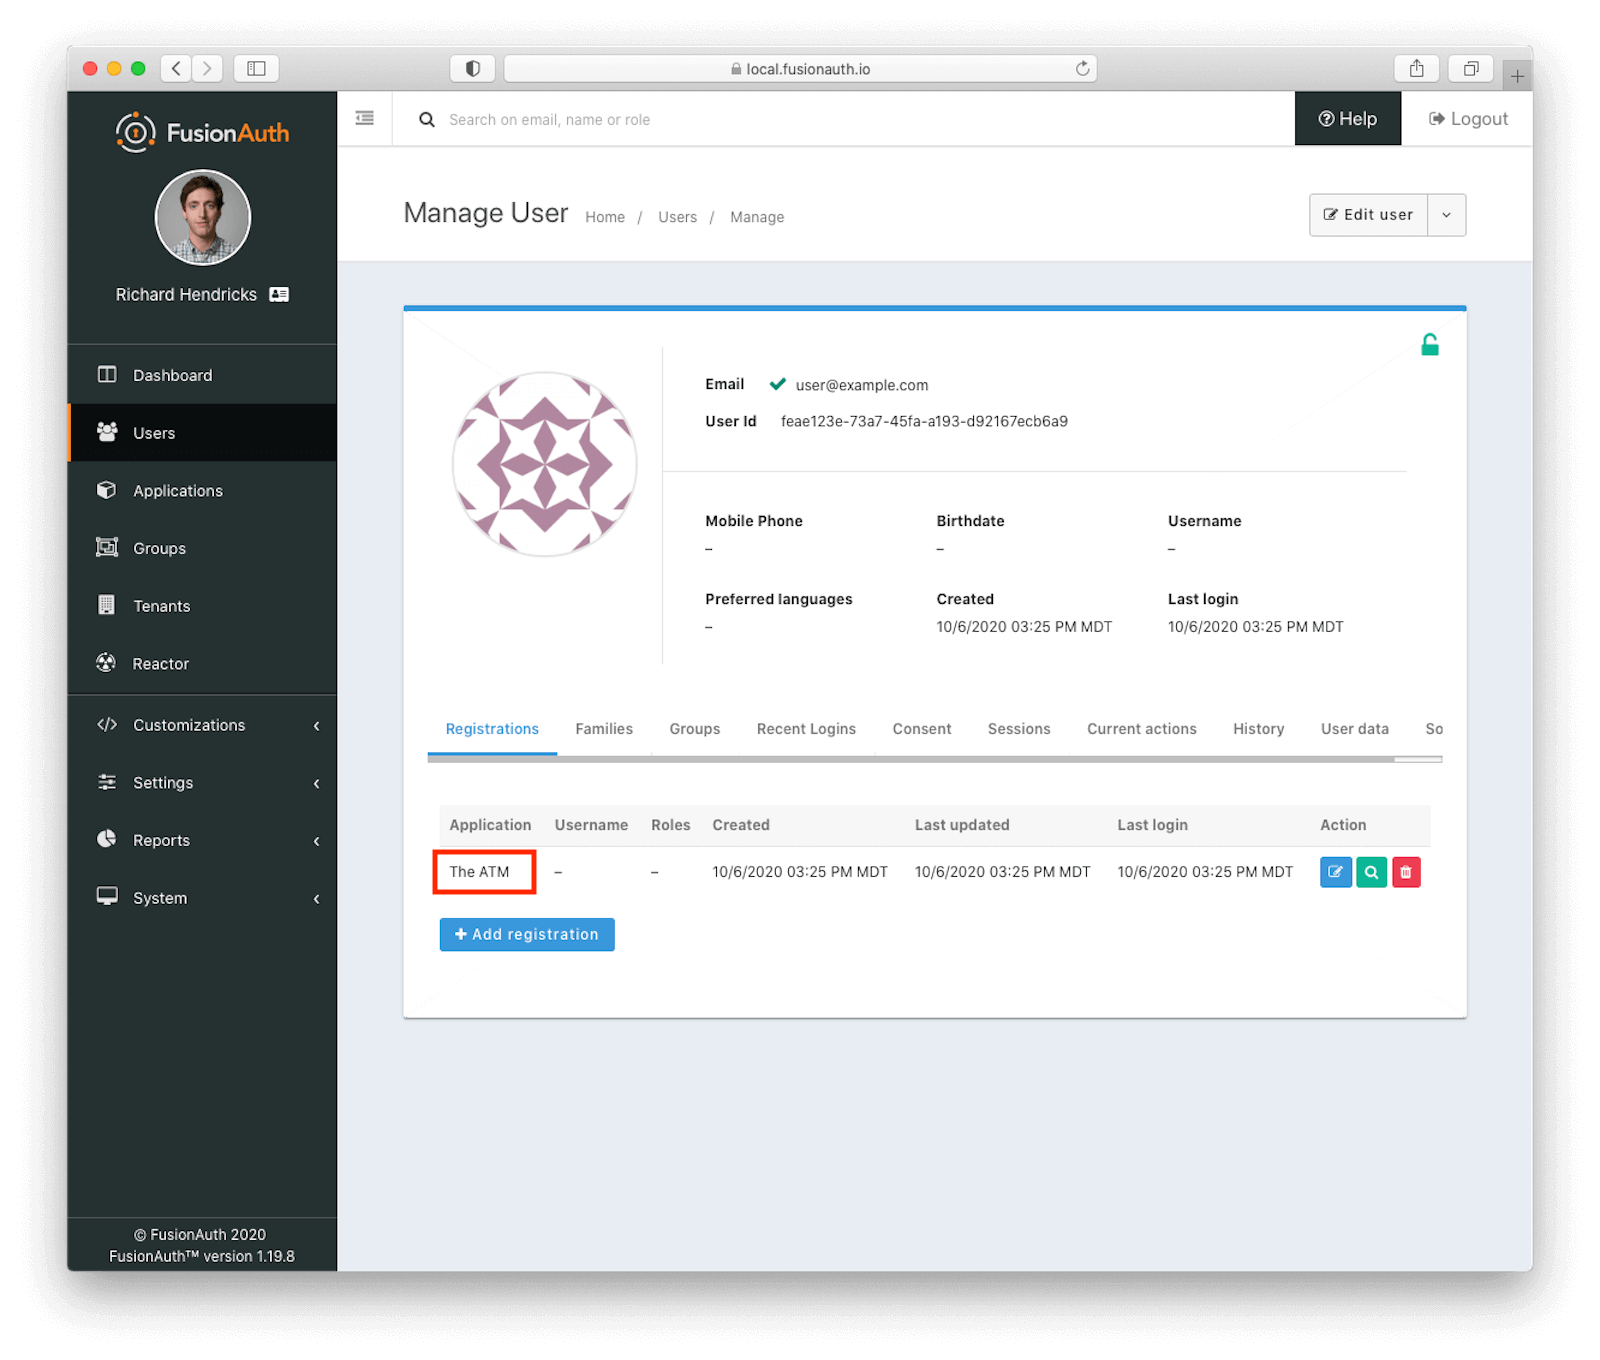 local.fusionauth.io
FusionAuth
Search on email, name or role
Help
Logout
Richard Hendricks
Manage User
Home / Users / Manage
Edit user
Dashboard
Users
Applications
Groups
Tenants
Reactor
Customizations
Settings
Reports
System
Email user@example.com
User Id feae123e-73a7-45fa-a193-d92167ecb6a9
Mobile Phone Birthdate Username
– – –
Preferred languages Created Last login
– 10/6/2020 03:25 PM MDT 10/6/2020 03:25 PM MDT
Registrations Families Groups Recent Logins Consent Sessions Current actions History User data So
Application Username Roles Created Last updated Last login Action
The ATM – – 10/6/2020 03:25 PM MDT 10/6/2020 03:25 PM MDT 10/6/2020 03:25 PM MDT
+ Add registration
© FusionAuth 2020
FusionAuth™ version 1.19.8